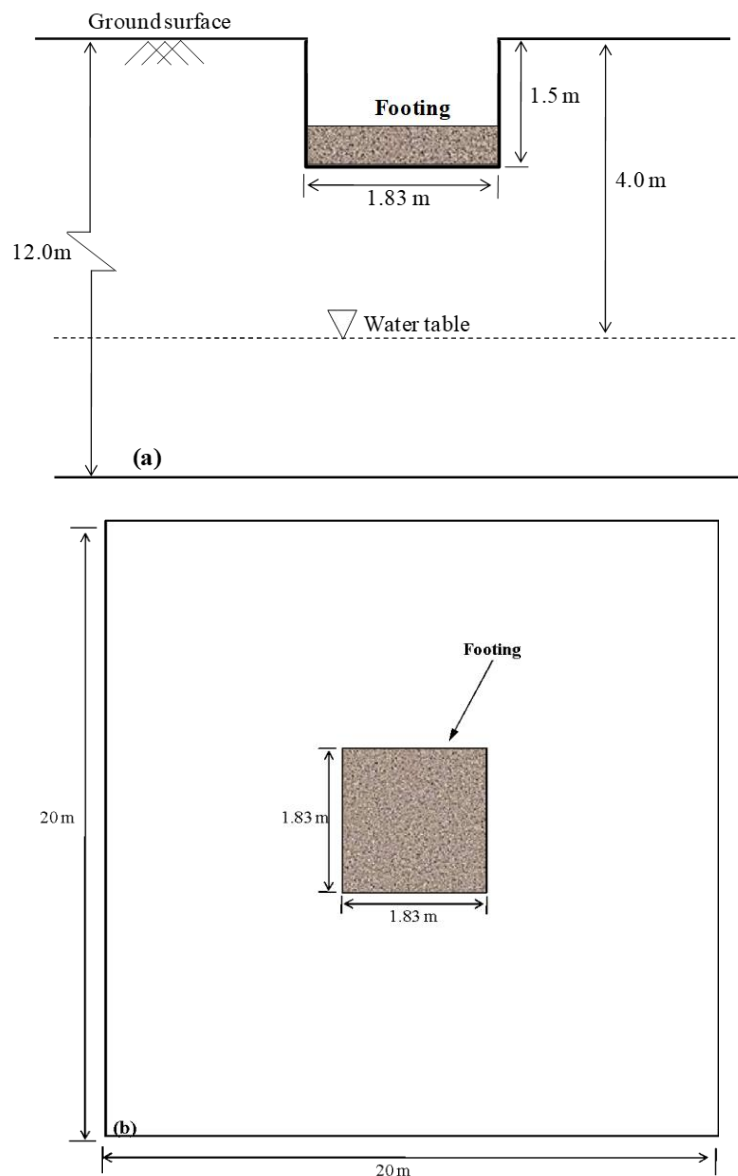 Ground surface
Footing
1.5 m
1.83 m
4.0 m
12.0m
Water table
(a)
Footing
20 m
1.83 m
1.83 m
(b)
20 m